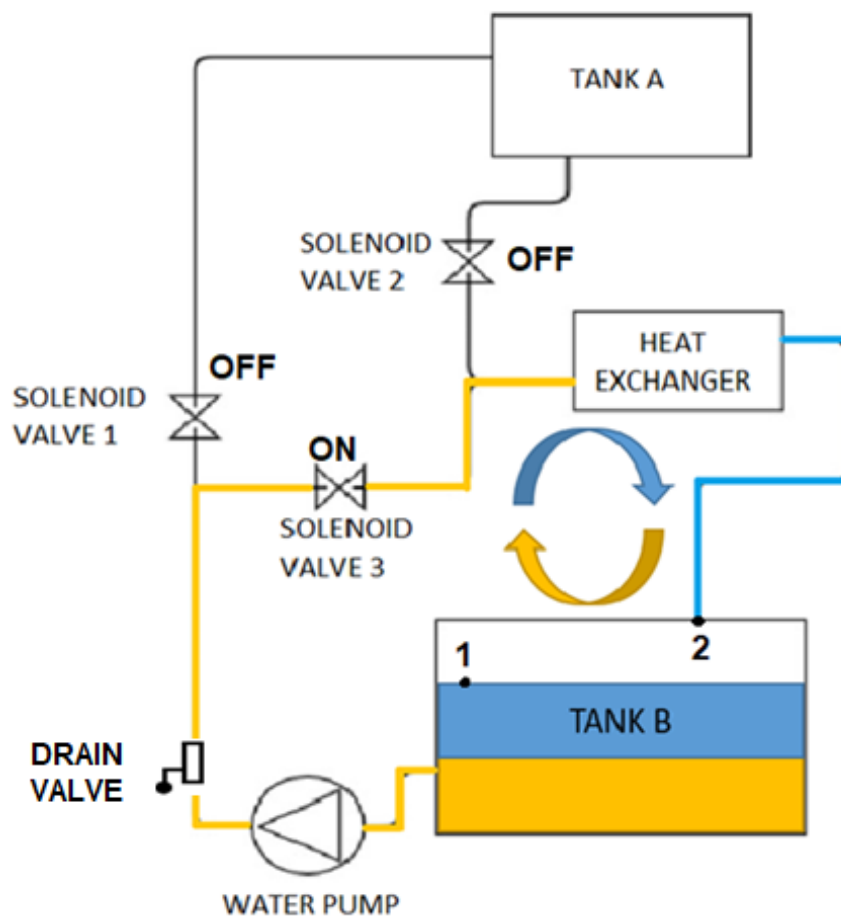 TANK A
SOLENOID
VALVE 2
OFF
HEAT
EXCHANGER
OFF
SOLENOID
VALVE 1
ON
SOLENOID
VALVE 3
1
2
TANK B
DRAIN
VALVE
WATER PUMP